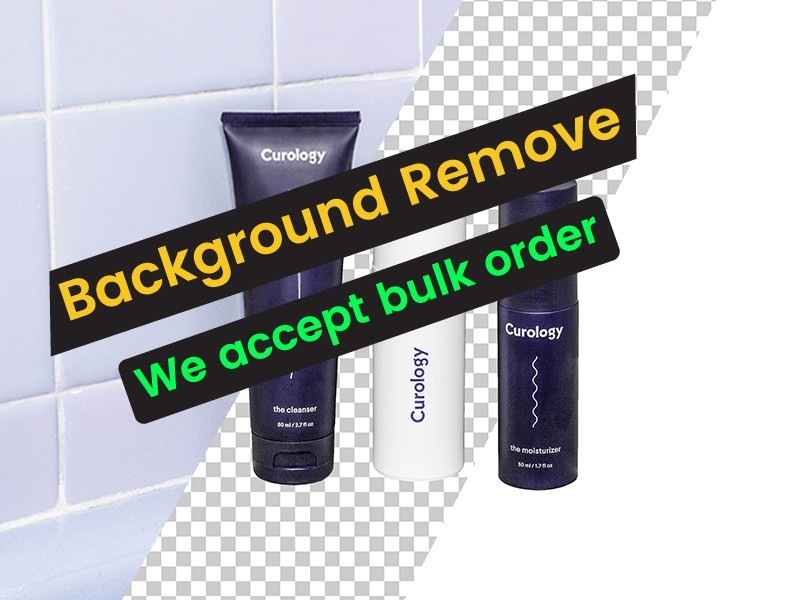 Curology
Background Remove
We accept bulk order
Curology
Curology
the cleanser
80 ml / 2.7 fl oz
the moisturizer
50 ml / 1.7 fl oz